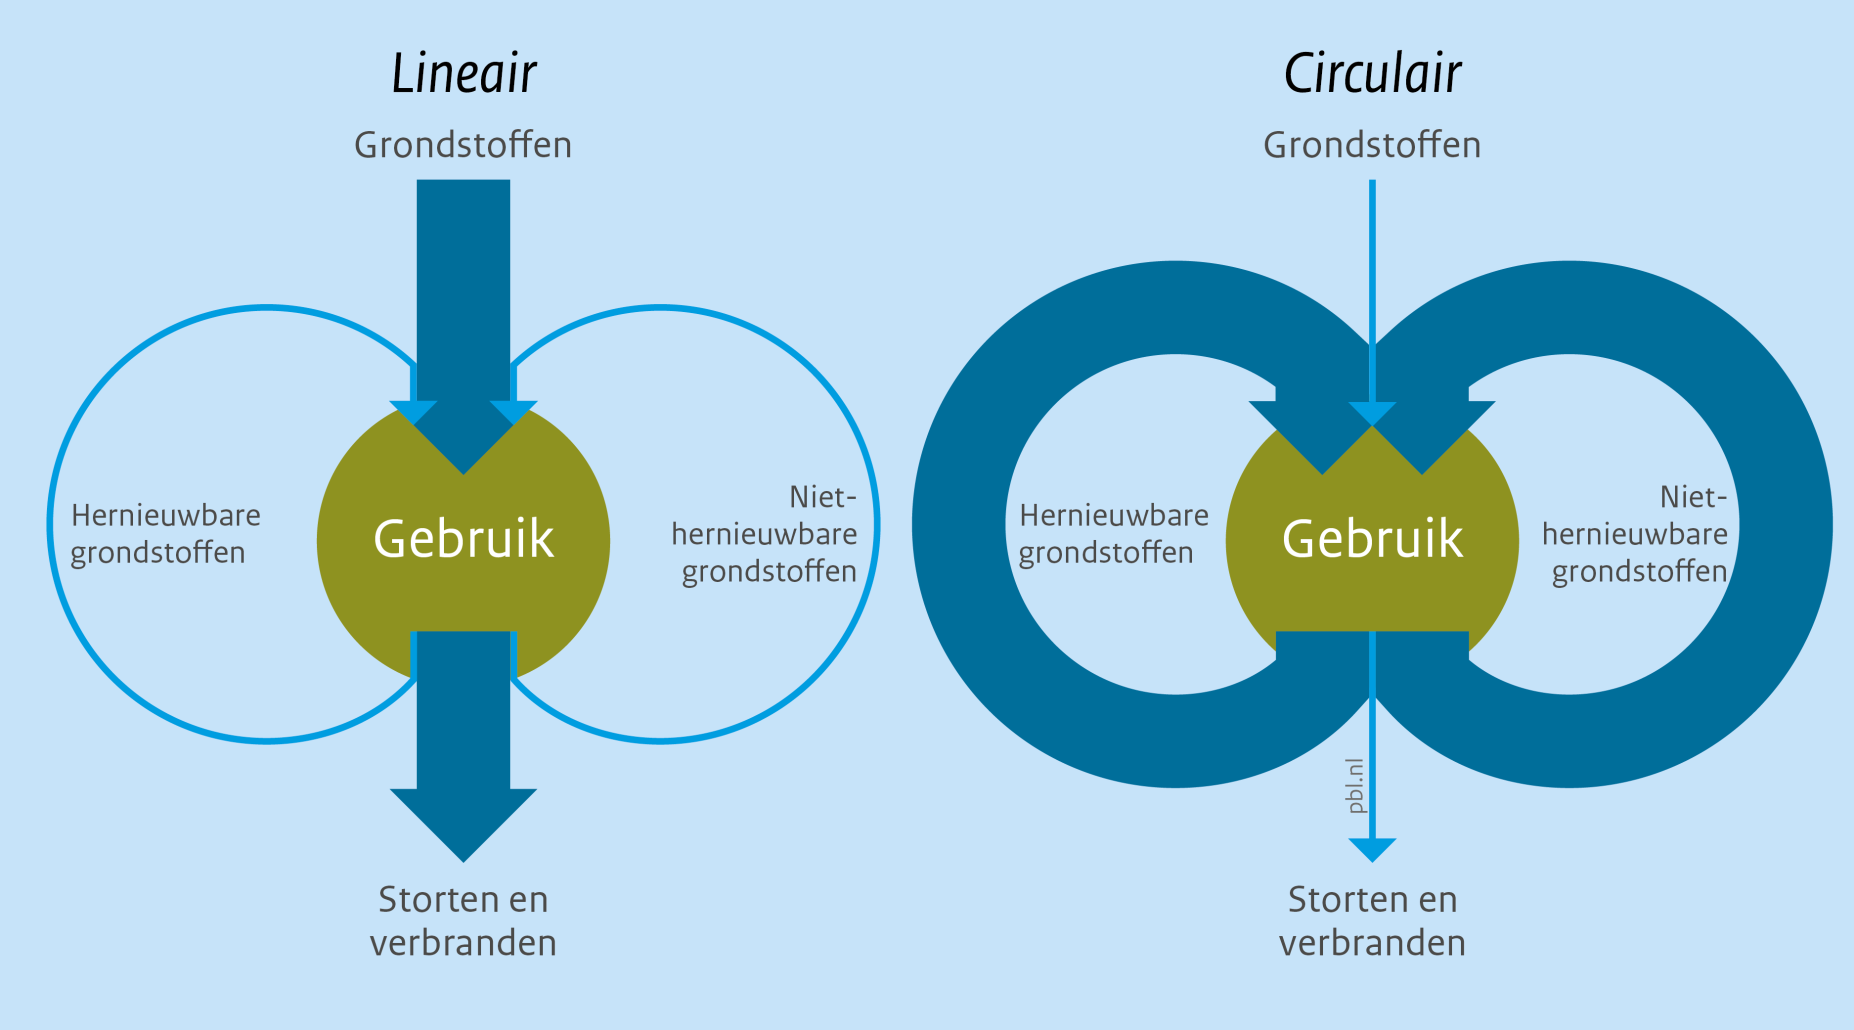 Lineair
Grondstoffen
Hernieuwbare
grondstoffen
Gebruik
Niet-
hernieuwbare
grondstoffen
Storten en
verbranden
Circulair
Grondstoffen
Hernieuwbare
grondstoffen
Gebruik
Niet-
hernieuwbare
grondstoffen
pbl.nl
Storten en
verbranden